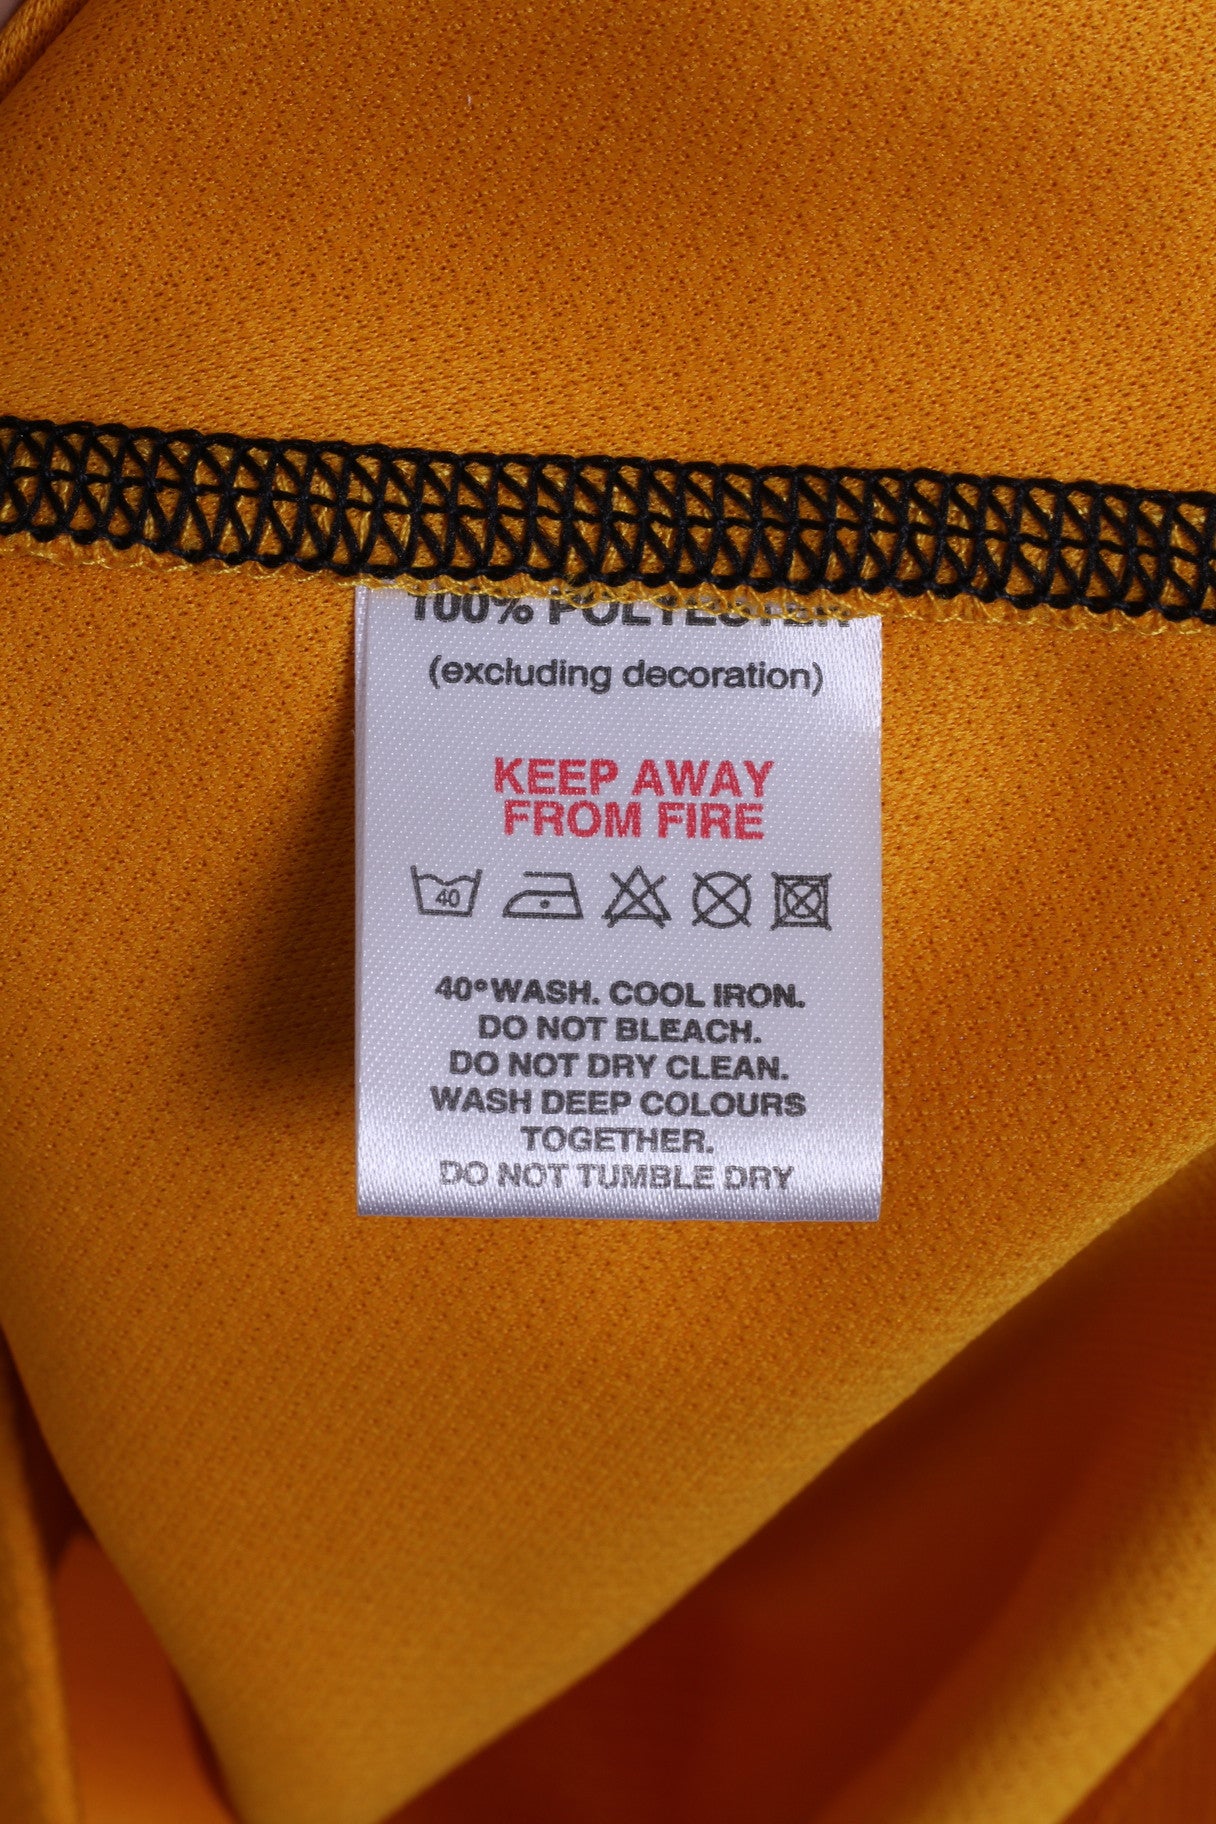 100% POLYESTER
(excluding decoration)
KEEP AWAY
FROM FIRE
40
40° WASH. COOL IRON.
DO NOT BLEACH.
DO NOT DRY CLEAN.
WASH DEEP COLOURS
TOGETHER.
DO NOT TUMBLE DRY